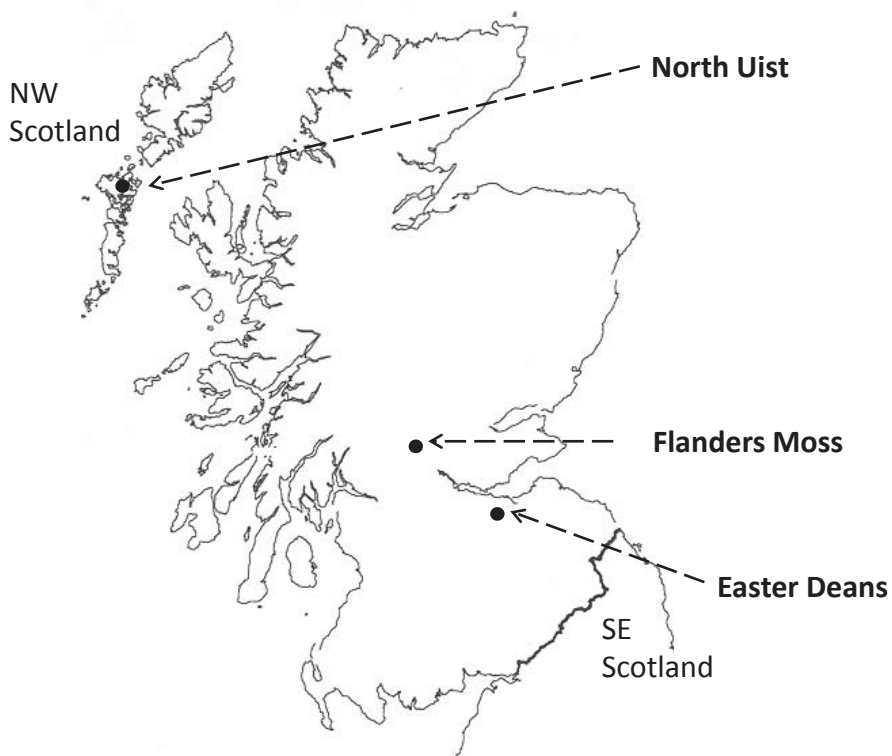 North Uist
NW
Scotland
Flanders Moss
Easter Deans
SE
Scotland